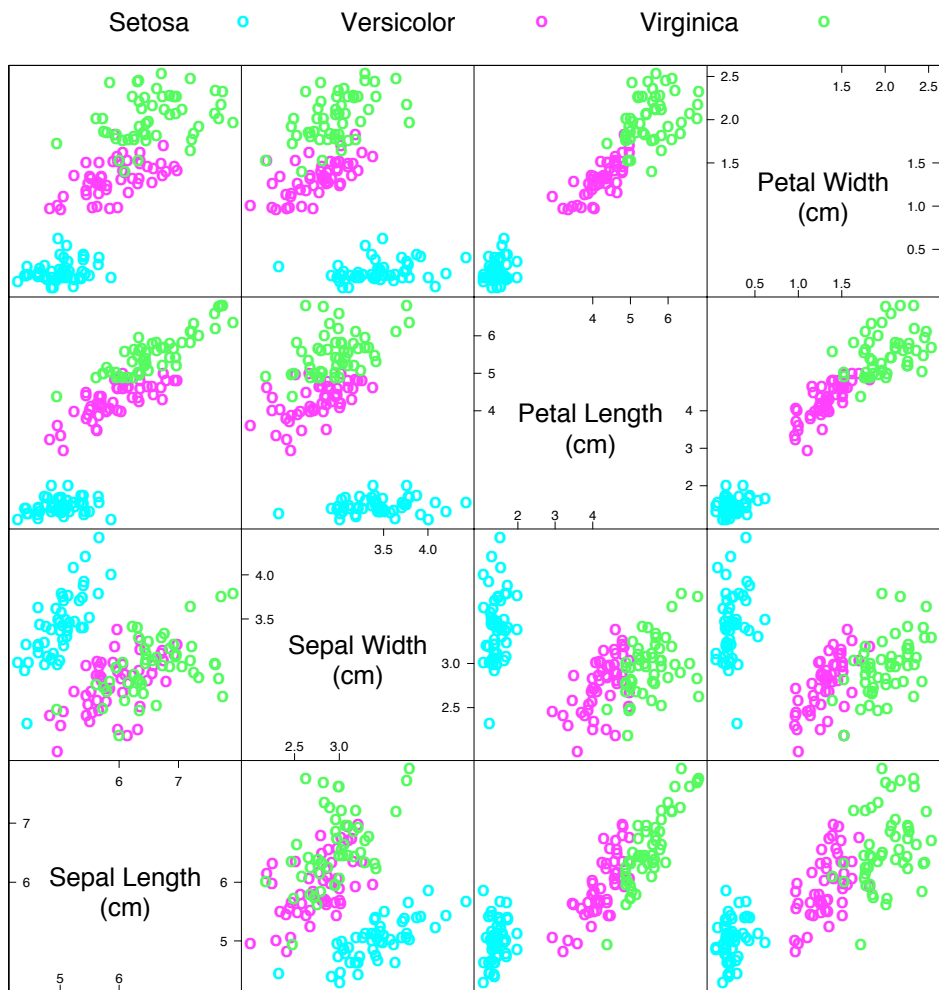 Setosa Versicolor Virginica
1.5 2.0 2.5
2.5
2.0
1.5 1.5
Petal Width
(cm)
1.0
0.5
0.5 1.0 1.5
4 5 6
6
5
4 4
Petal Length
(cm)
3
2
2 3 4
3.5 4.0
4.0
3.5
Sepal Width
(cm)
3.0
2.5
2.5 3.0
6 7
7
6 6
Sepal Length
(cm)
5
5 6